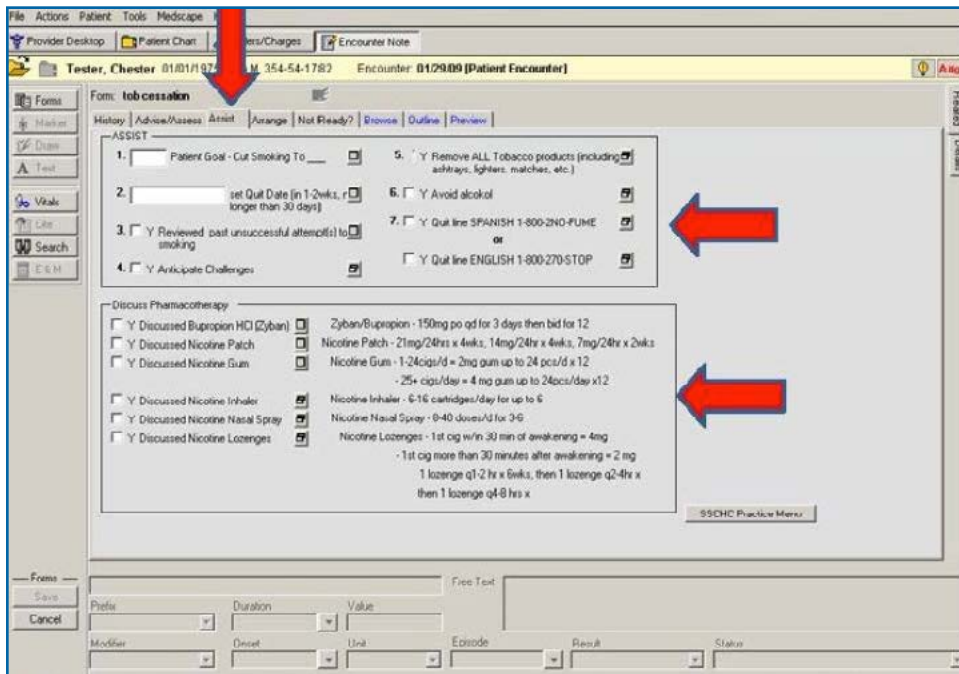 File Actions Patient Tools Medscape
Provider Desktop Patient Chart /Charges Encounter Note
Tester, Chester 01/01/197 M 354-54-1782 Encounter: 01/29/09 [Patient Encounter]
Forms
Marker
Draw
Text
Vitals
Lite
Search
E & M
Form: tob cessation
History Advise/Assess Assist Arrange Not Ready? Browse Outline Preview
ASSIST
1. Patient Goal - Cut Smoking To ___
2. set Quit Date (in 1-2wks, r
longer than 30 days)
3. Y Reviewed past unsuccessful attempt(s) to
smoking
4. Y Anticipate Challenges
5. Y Remove ALL Tobacco products (including
ashtrays, lighters, matches, etc.)
6. Y Avoid alcokol
7. Y Quit line SPANISH 1-800-2NO-FUME
or
Y Quit line ENGLISH 1-800-270-STOP
Discuss Pharmacotherapy
Y Discussed Bupropion HCl (Zyban) Zyban/Bupropion - 150mg po qd for 3 days then bid for 12
Y Discussed Nicotine Patch Nicotine Patch - 21mg/24hrs x 4wks, 14mg/24hr x 4wks, 7mg/24hr x 2wks
Y Discussed Nicotine Gum Nicotine Gum - 1-24cigs/d = 2mg gum up to 24 pcs/d x 12
- 25+ cigs/day = 4 mg gum up to 24pcs/day x12
Y Discussed Nicotine Inhaler Nicotine Inhaler - 6-16 cartridges/day for up to 6
Y Discussed Nicotine Nasal Spray Nicotine Nasal Spray - 8-40 doses/d for 3-6
Y Discussed Nicotine Lozenges Nicotine Lozenges - 1st cig w/in 30 min of awakening = 4mg
- 1st cig more than 30 minutes after awakening = 2 mg
1 lozenge q1-2 hr x 6wks, then 1 lozenge q2-4hr x
then 1 lozenge q4-8 hrs x
SSCHC Practice Menu
Forms
Save
Cancel
Free Text
Prefix Duration Value
Modifier Onset Unit Episode Result Status